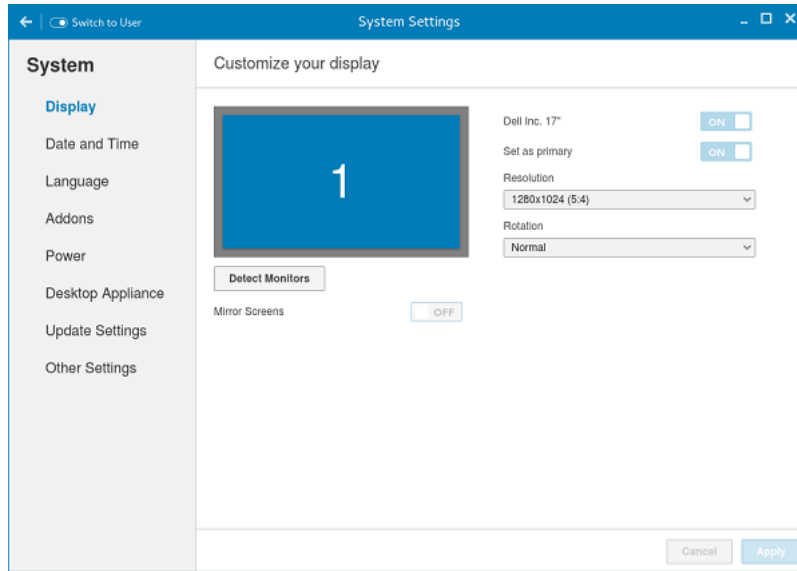 Switch to User
System Settings
System
Display
Date and Time
Language
Addons
Power
Desktop Appliance
Update Settings
Other Settings
Customize your display
1
Detect Monitors
Mirror Screens
OFF
Dell Inc. 17"
ON
Set as primary
ON
Resolution
1280x1024 (5:4)
Rotation
Normal
Cancel
Apply